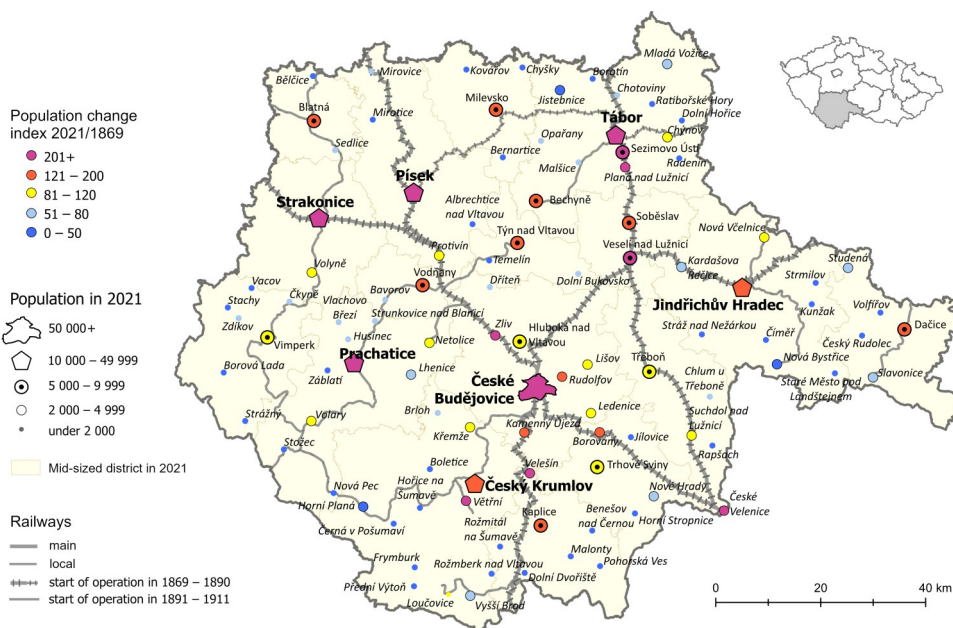 Population change
index 2021/1869
201+
121 – 200
81 – 120
51 – 80
0 – 50
Population in 2021
50 000+
10 000 – 49 999
5 000 – 9 999
2 000 – 4 999
under 2 000
Mid-sized district in 2021
Railways
main
local
start of operation in 1869 – 1890
start of operation in 1891 – 1911
Mladá Vožice
Bělčice
Mirovice
Kovářov
Chyšky
Borotín
Blatná
Mirotice
Milevsko
Jistebnice
Chotoviny
Ratibořské Hory
Dolní Hořice
Tábor
Chýnov
Sedlice
Opařany
Bernartice
Malšice
Sezimovo Ústí
Radenín
Planá nad Lužnicí
Písek
Strakonice
Albrechtice
nad Vltavou
Bechyně
Soběslav
Týn nad Vltavou
Nová Včelnice
Protivín
Veselí nad Lužnicí
Volyně
Vodňany
Temelín
Kardašova
Řečice
Studená
Strmilov
Dolní Bukovsko
Jindřichův Hradec
Vacov
Čkyně
Bavorov
Dříteň
Stachy
Vlachovo
Březí
Strunkovice nad Blanicí
Kunžak
Volfířov
Zdíkov
Zliv
Hluboká nad
Vltavou
Stráž nad Nežárkou
Číměř
Dačice
Český Rudolec
Vimperk
Husinec
Netolice
Prachatice
Lišov
Třeboň
Nová Bystřice
Borová Lada
Záblatí
Lhenice
České
Budějovice
Rudolfov
Chlum u
Třeboně
Staré Město pod
Landštejnem
Slavonice
Strážný
Volary
Brloh
Ledenice
Suchdol nad
Lužnicí
Křemže
Kamenný Újezd
Borovany
Jílovice
Rapšach
Stožec
Boletice
Velešín
Trhové Sviny
Nová Pec
Hořice na
Šumavě
Český Krumlov
Nové Hrady
České
Velenice
Horní Planá
Větřní
Kaplice
Benešov
nad Černou
Horní Stropnice
Černá v Pošumaví
Rožmitál
na Šumavě
Frymburk
Rožmberk nad Vltavou
Malonty
Pohorská Ves
Přední Výtoň
Dolní Dvořiště
Loučovice
Vyšší Brod
0 20 40 km